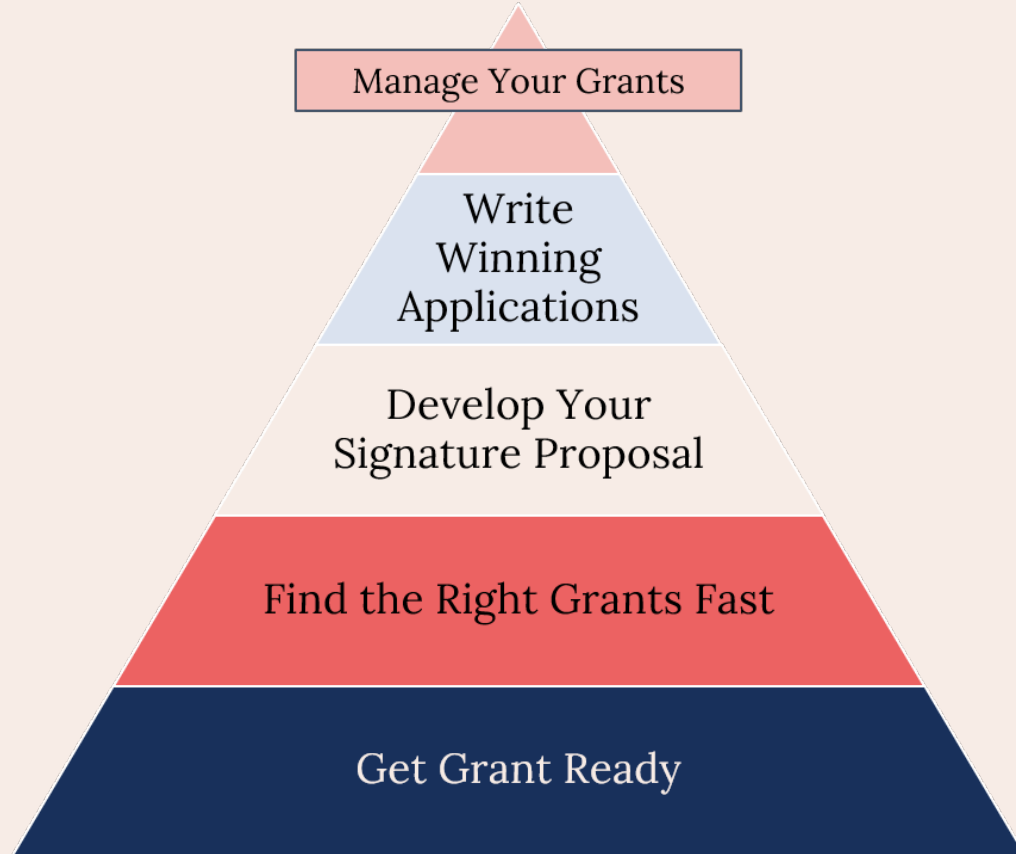 Manage Your Grants
Write
Winning
Applications
Develop Your
Signature Proposal
Find the Right Grants Fast
Get Grant Ready